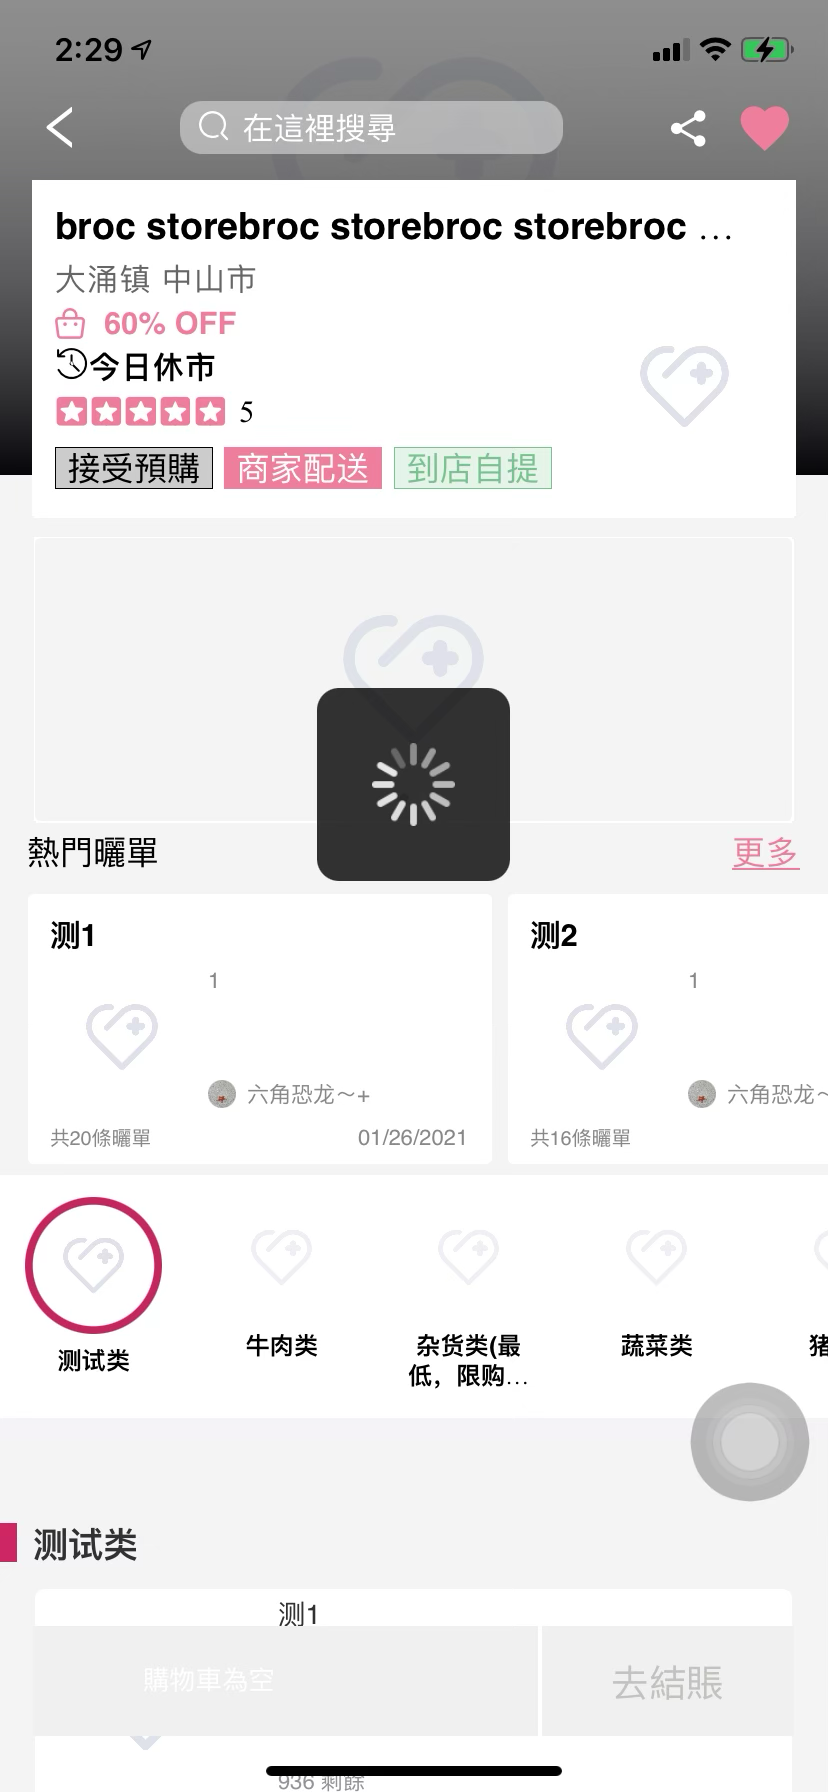 2:29
在這裡搜尋
broc storebroc storebroc storebroc ...
大涌镇 中山市
60% OFF
今日休市
5
接受預購 商家配送 到店自提
熱門曬單 更多
测1
1
六角恐龙～+
共20條曬單 01/26/2021
测2
1
六角恐龙～
共16條曬單
测试类
牛肉类
杂货类(最
低，限购...
蔬菜类
猪
测试类
测1
購物車為空
去結賬
936 剩餘